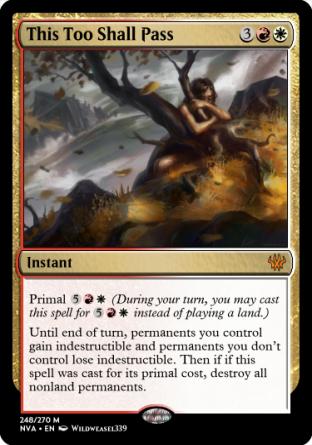 This Too Shall Pass 3
Instant
Primal 5 (During your turn, you may cast
this spell for 5 instead of playing a land.)
Until end of turn, permanents you control
gain indestructible and permanents you don't
control lose indestructible. Then if if this
spell was cast for its primal cost, destroy all
nonland permanents.
248/270 M
NVA • EN WILDWEASEL339